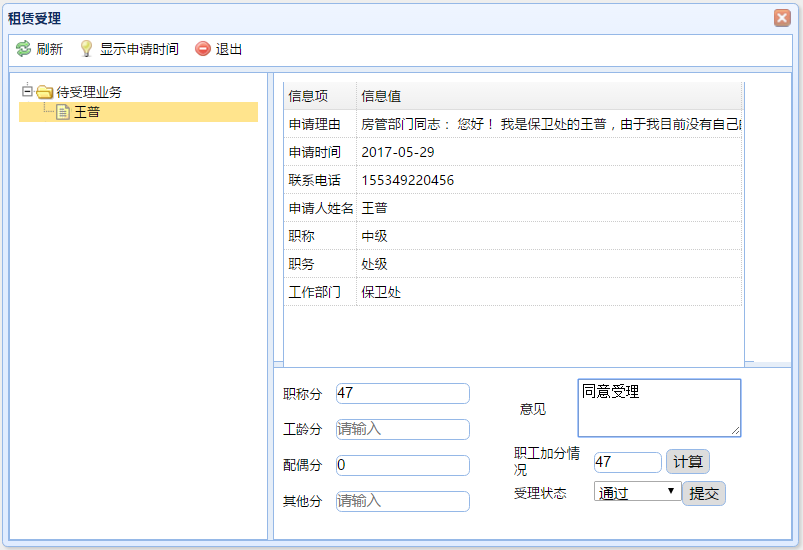 租赁受理
刷新 显示申请时间 退出
待受理业务
王普
信息项 信息值
申请理由 房管部门同志： 您好！ 我是保卫处的王普，由于我目前没有自己
申请时间 2017-05-29
联系电话 155349220456
申请人姓名 王普
职称 中级
职务 处级
工作部门 保卫处
职称分 47
工龄分 请输入
配偶分 0
其他分 请输入
意见 同意受理
职工加分情
况 47 计算
受理状态 通过 提交